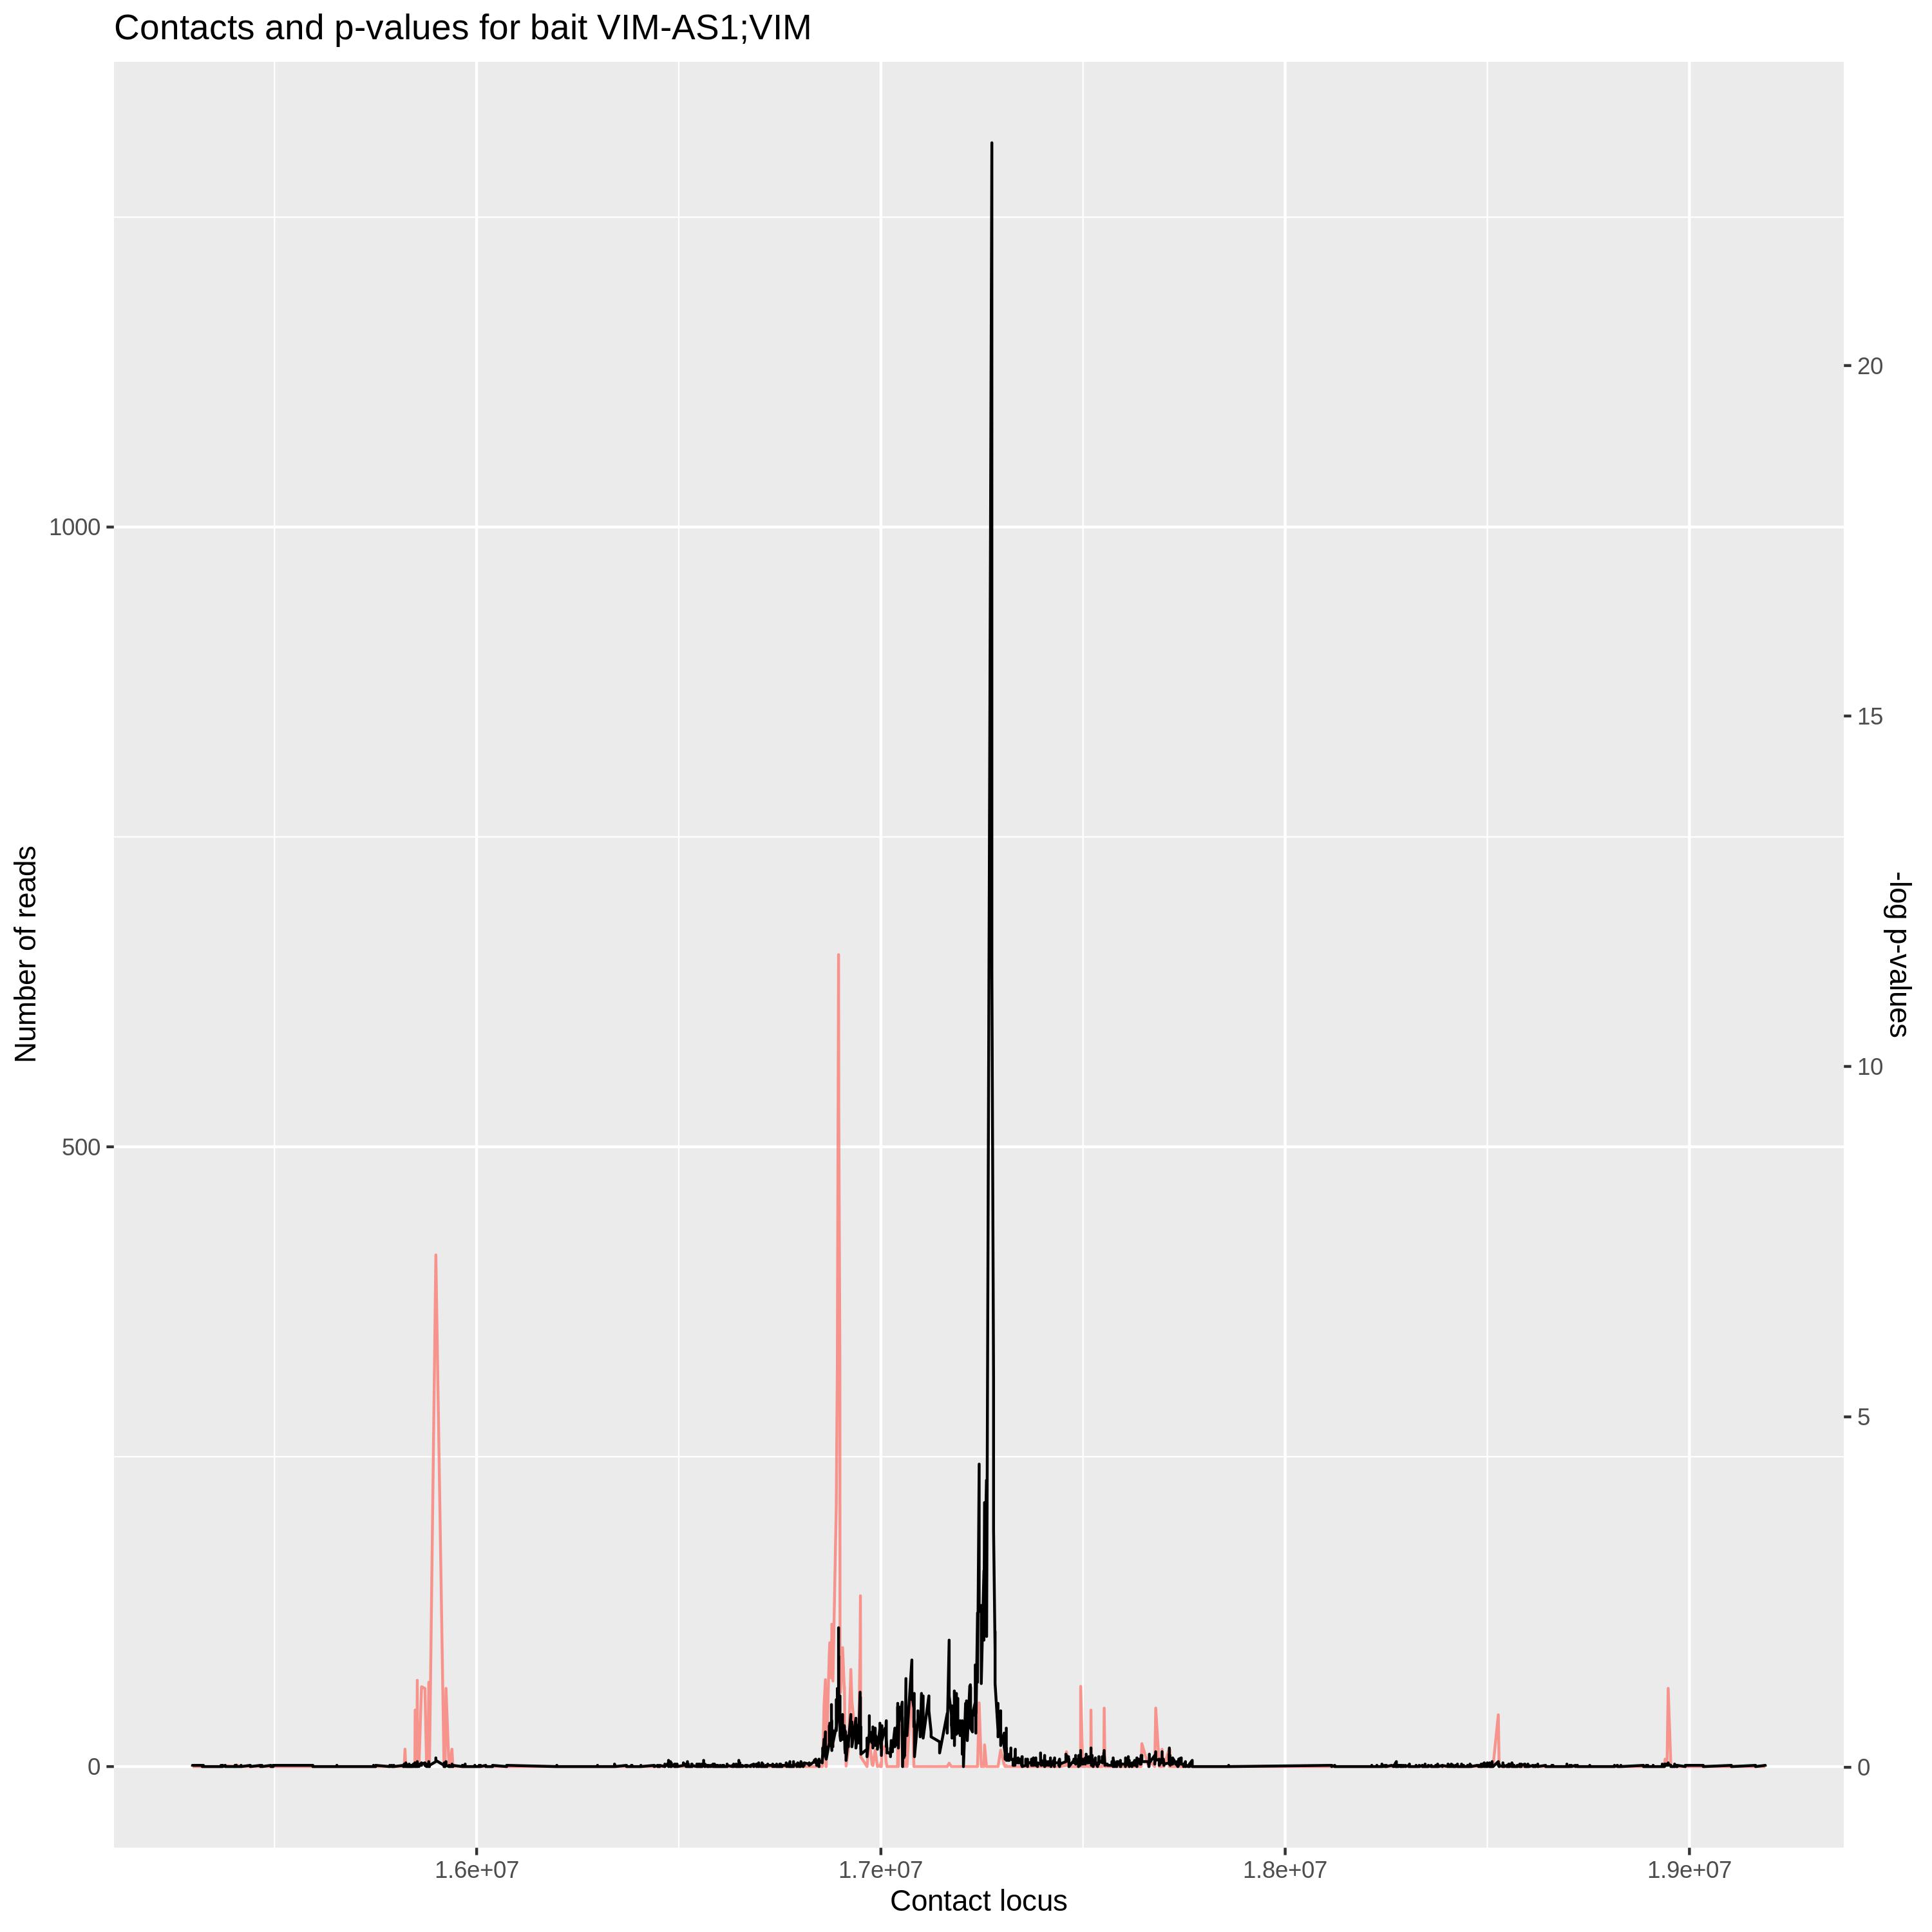 Contacts and p-values for bait VIM-AS1;VIM
Number of reads
1000
500
0
20
15
10
5
0
-log p-values
1.6e+07
1.7e+07
1.8e+07
1.9e+07
Contact locus